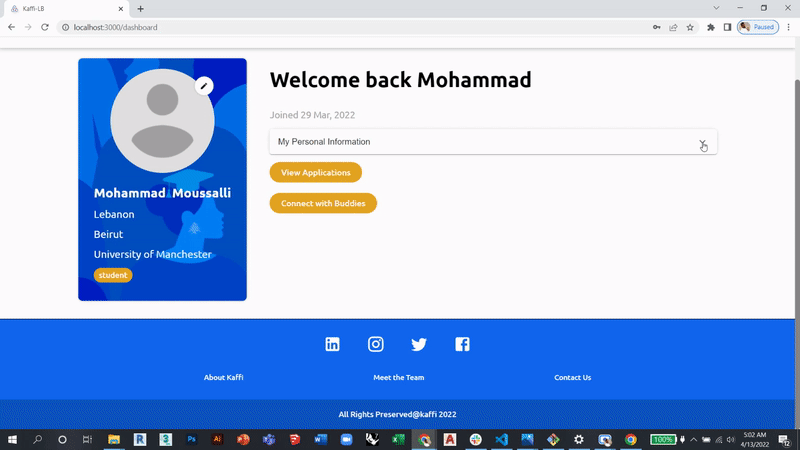 Kaffi-LB
localhost:3000/dashboard
Paused
Welcome back Mohammad
Joined 29 Mar, 2022
My Personal Information
View Applications
Connect with Buddies
Mohammad Moussalli
Lebanon
Beirut
University of Manchester
student
About Kaffi
Meet the Team
Contact Us
All Rights Preserved@kaffi 2022
100%
5:02 AM
4/13/2022